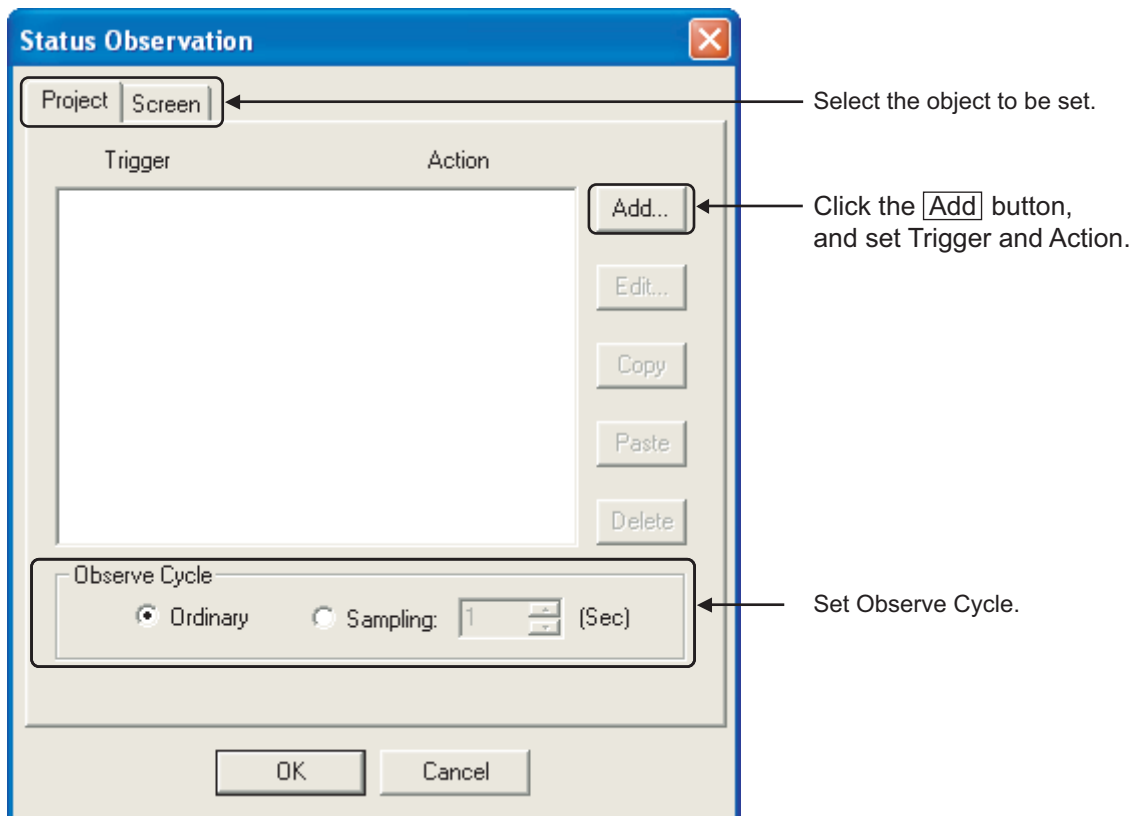 Status Observation
Project Screen
Select the object to be set.
Trigger Action
Add...
Click the Add button,
and set Trigger and Action.
Edit...
Copy
Paste
Delete
Observe Cycle
Ordinary Sampling: 1 (Sec)
Set Observe Cycle.
OK Cancel